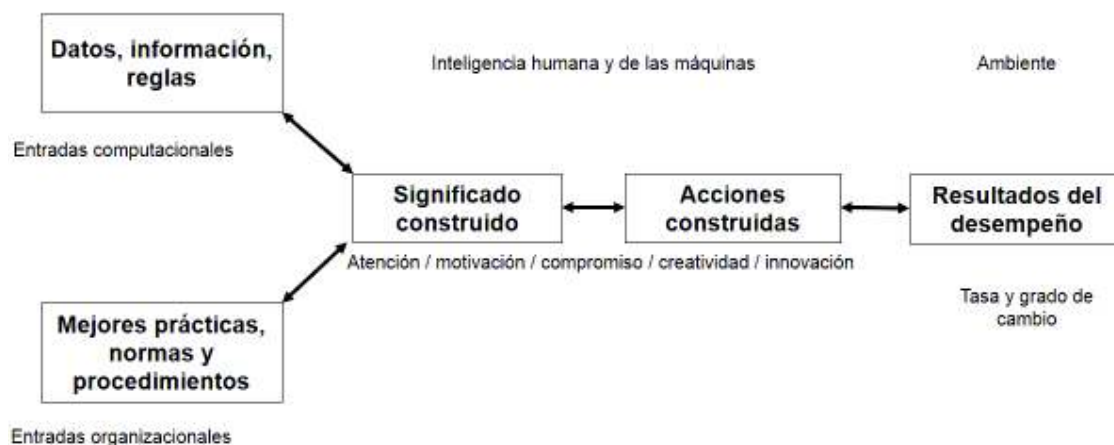 Datos, información,
reglas
Inteligencia humana y de las máquinas
Ambiente
Entradas computacionales
Significado
construido
Acciones
construidas
Resultados del
desempeño
Atención / motivación / compromiso / creatividad / innovación
Tasa y grado de
cambio
Mejores prácticas,
normas y
procedimientos
Entradas organizacionales